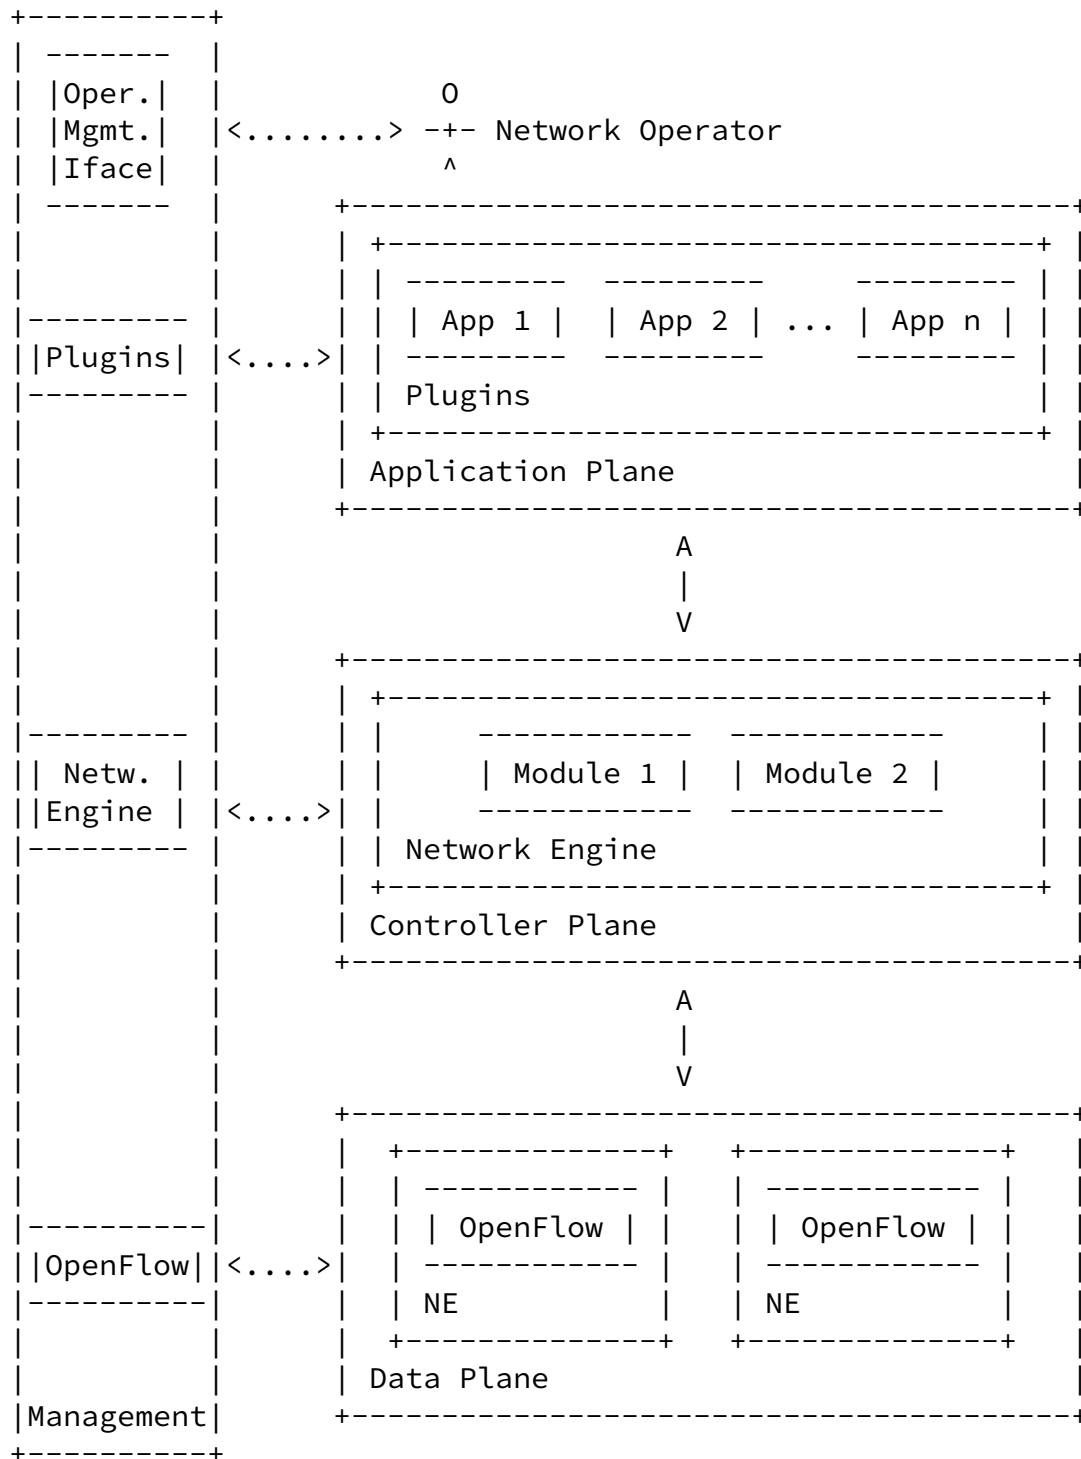 +----------+
| -------  |
| |Oper.|  |            O
| |Mgmt.|  |<........> -+- Network Operator
| |Iface|  |            ^
| -------  |      +----------------------------------------+
|          |      | +------------------------------------+ |
|          |      | | ---------  ---------     --------- | |
|--------- |      | | | App 1 |  | App 2 | ... | App n | | |
||Plugins| |<....>| | ---------  ---------     --------- | |
|--------- |      | | Plugins                            | |
|          |      | +------------------------------------+ |
|          |      | Application Plane                      |
|          |      +----------------------------------------+
|          |                         A
|          |                         |
|          |                         V
|          |      +----------------------------------------+
|          |      | +------------------------------------+ |
|--------- |      | |     ------------  ------------     | |
|| Netw. | |      | |     | Module 1 |  | Module 2 |     | |
||Engine | |<....>| |     ------------  ------------     | |
|--------- |      | | Network Engine                     | |
|          |      | +------------------------------------+ |
|          |      | Controller Plane                       |
|          |      +----------------------------------------+
|          |                         A
|          |                         |
|          |                         V
|          |      +----------------------------------------+
|          |      |  +--------------+   +--------------+   |
|          |      |  | ------------ |   | ------------ |   |
|----------|      |  | | OpenFlow | |   | | OpenFlow | |   |
||OpenFlow||<....>|  | ------------ |   | ------------ |   |
|----------|      |  | NE           |   | NE           |   |
|          |      |  +--------------+   +--------------+   |
|          |      | Data Plane                             |
|Management|      +----------------------------------------+
+----------+